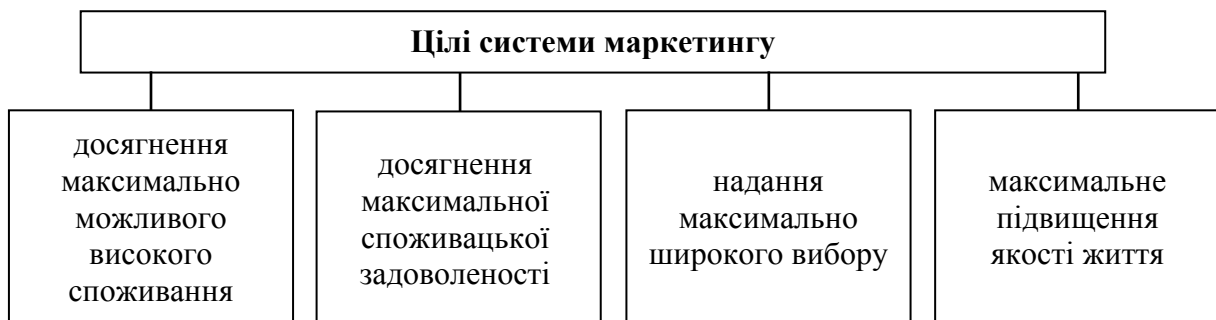 Цілі системи маркетингу
досягнення
максимально
можливого
високого
споживання
досягнення
максимальної
споживацької
задоволеності
надання
максимально
широкого вибору
максимальне
підвищення
якості життя